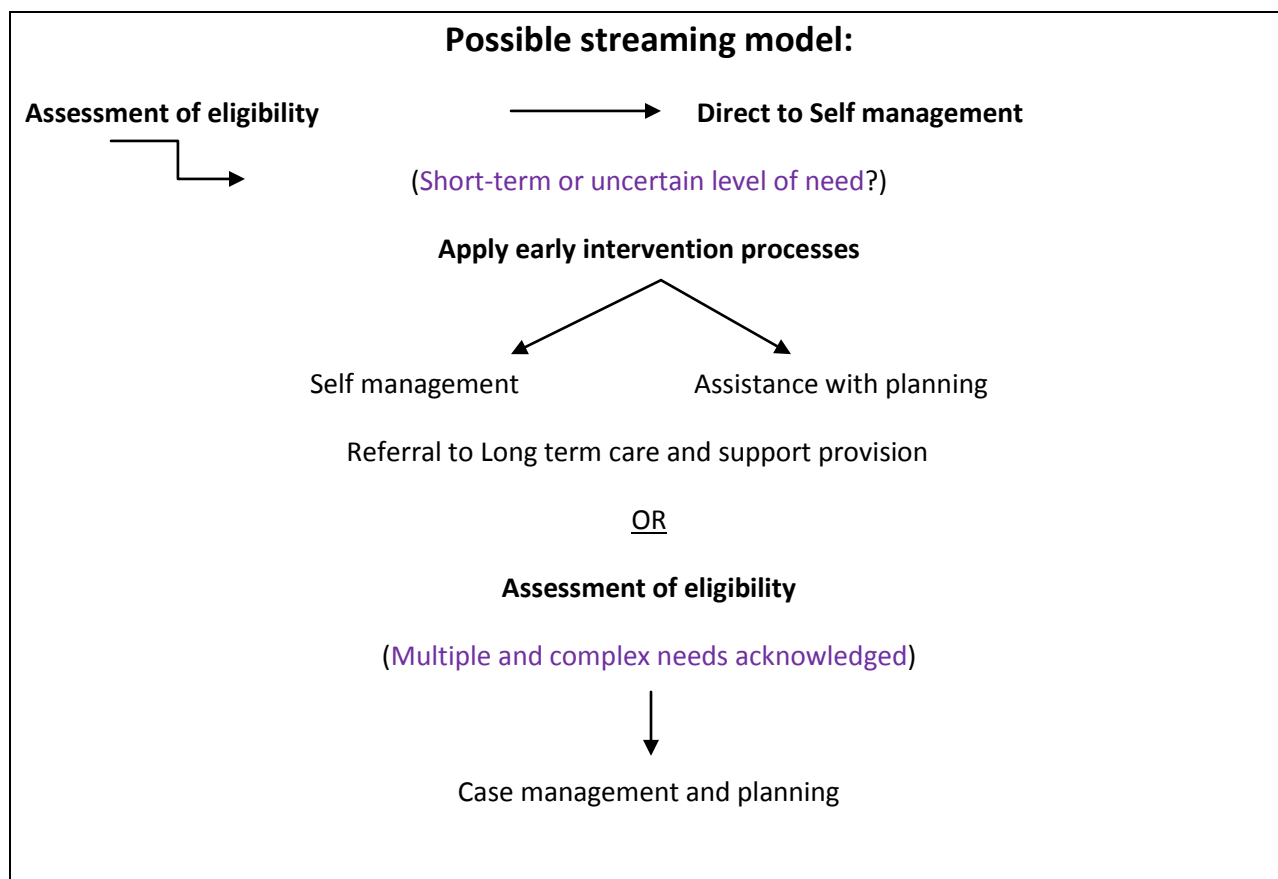 Possible streaming model:
Assessment of eligibility Direct to Self management
(Short-term or uncertain level of need?)
Apply early intervention processes
Self management Assistance with planning
Referral to Long term care and support provision
OR
Assessment of eligibility
(Multiple and complex needs acknowledged)
Case management and planning